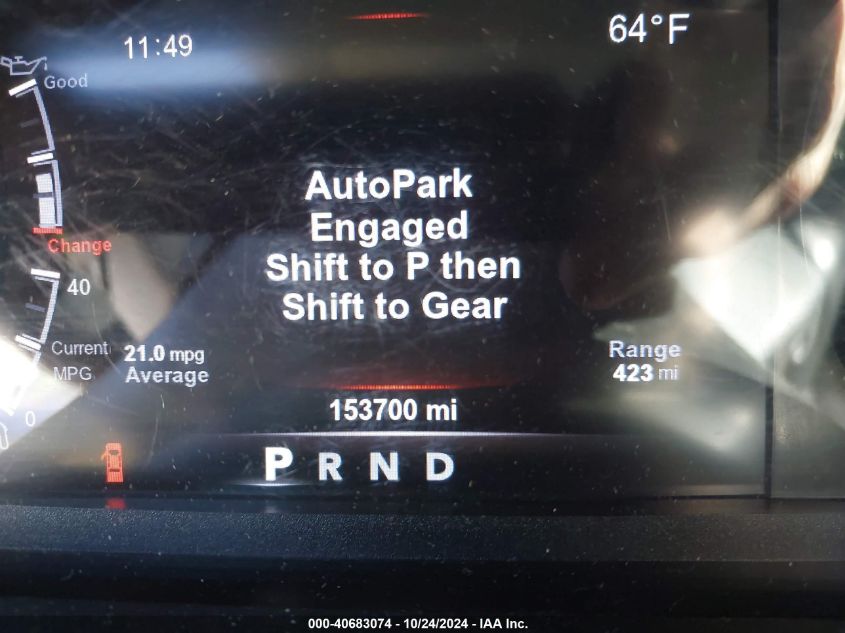 11:49
64°F
Good
AutoPark
Engaged
Shift to P then
Shift to Gear
Change
40
Current
MPG
21.0 mpg
Average
Range
423 mi
0
153700 mi
P R N D
000-40683074 - 10/24/2024 - IAA Inc.